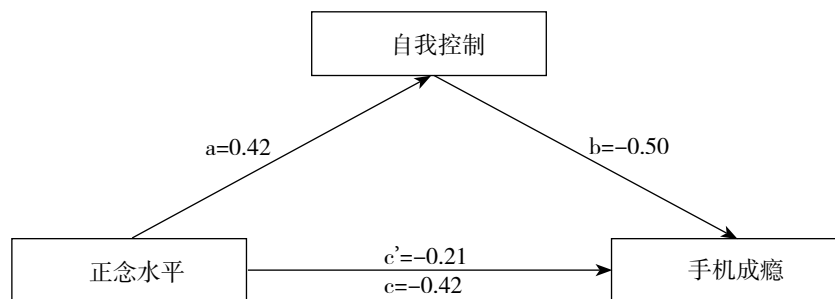 自我控制
a=0.42
b=-0.50
正念水平
c’=-0.21
c=-0.42
手机成瘾